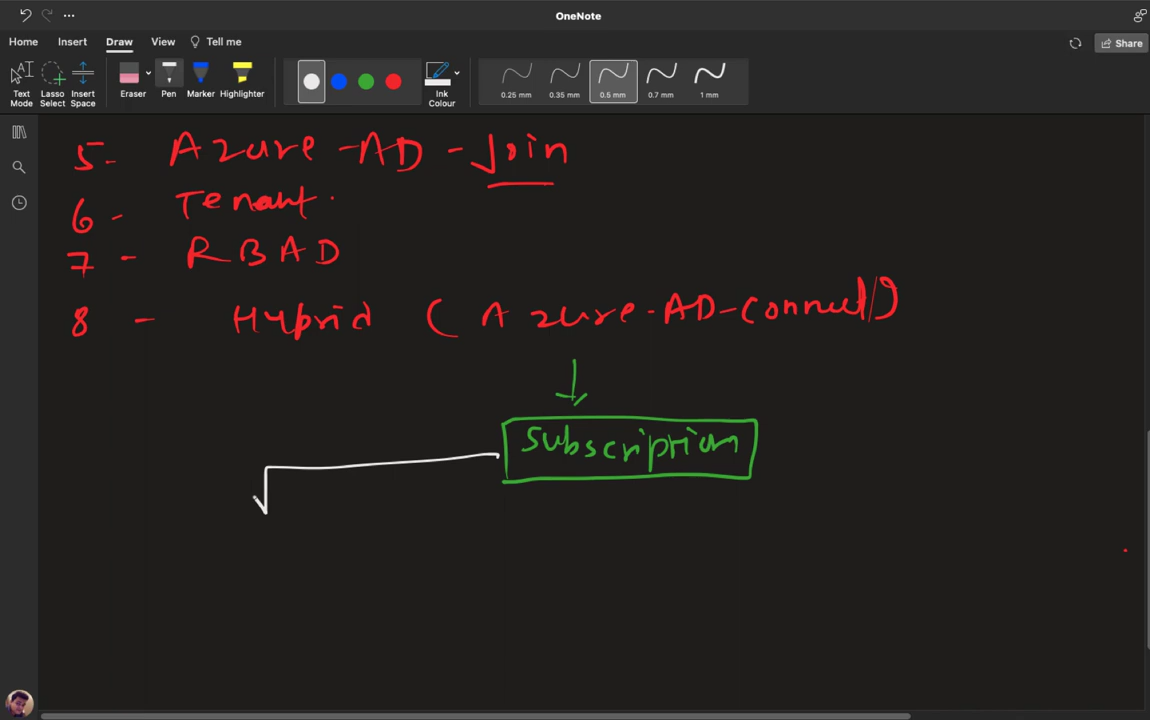 OneNote
Home Insert Draw View Tell me
Share
Text Mode
Lasso Select
Insert Space
Eraser
Pen
Marker
Highlighter
Ink Colour
0.25 mm
0.35 mm
0.5 mm
0.7 mm
1 mm
5- Azure-AD-Join
6- Tenant.
7- RBAD
8- Hybrid (Azure-AD-Connect)
Subscription